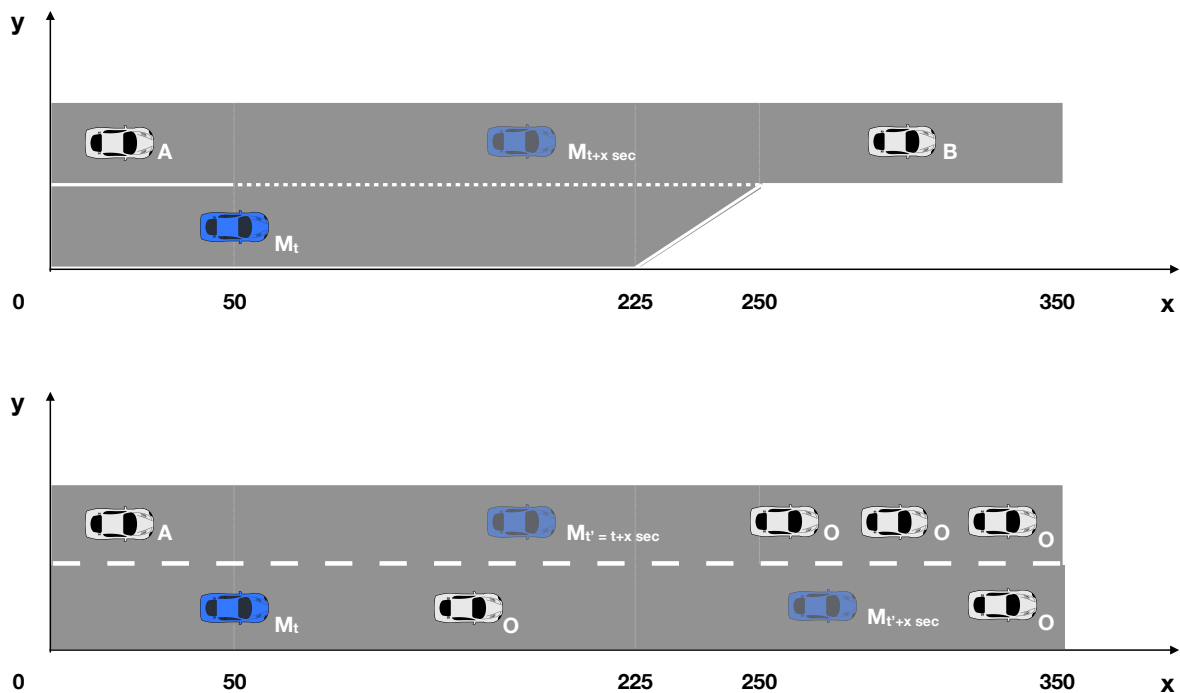 y
A
Mt+x sec
B
Mt
0 50 225 250 350 x
y
A
Mt' = t+x sec
O
O
O
Mt
O
Mt'+x sec
O
0 50 225 250 350 x